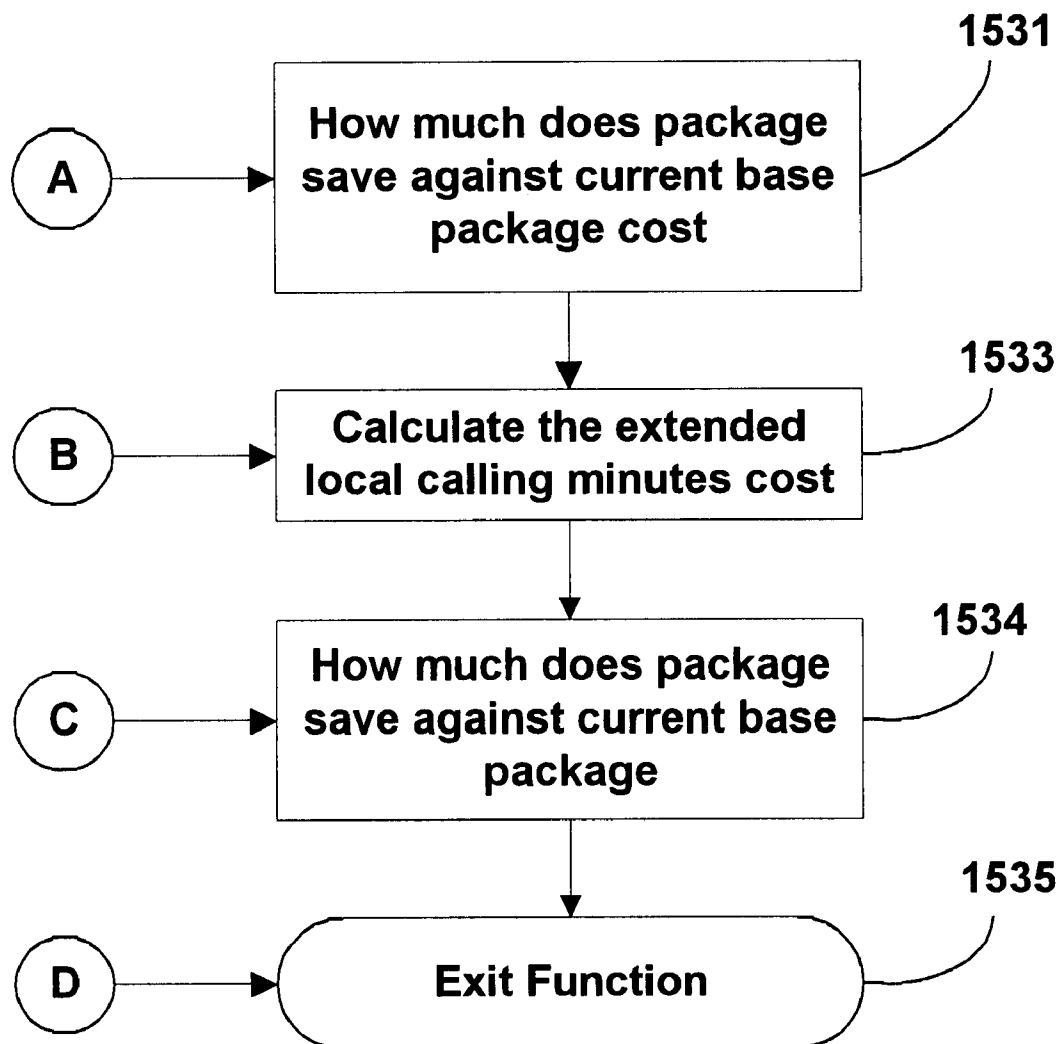 1531
A
How much does package
save against current base
package cost
1533
B
Calculate the extended
local calling minutes cost
1534
C
How much does package
save against current base
package
1535
D
Exit Function